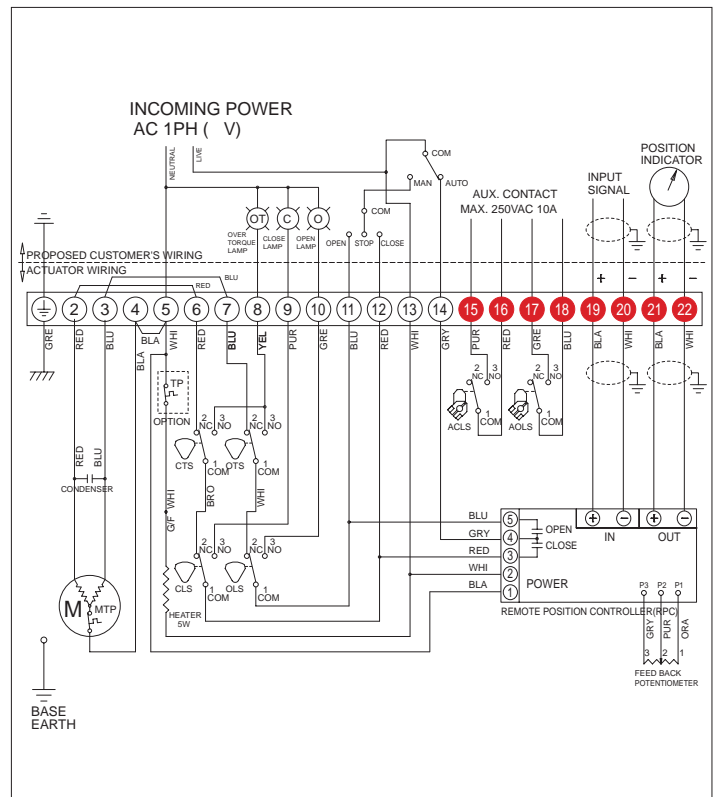 INCOMING POWER
AC 1PH ( V)
NEUTRAL
LIVE
COM
MAN
AUTO
COM
OPEN
STOP
CLOSE
POSITION
INDICATOR
INPUT
SIGNAL
AUX. CONTACT
MAX. 250VAC 10A
OT
C
O
OVER
TORQUE
LAMP
CLOSE
LAMP
OPEN
LAMP
PROPOSED CUSTOMER'S WIRING
ACTUATOR WIRING
BLU
RED
+ − + −
2 3 4 5 6 7 8 9 10 11 12 13 14 15 16 17 18 19 20 21 22
GRE
RED
BLU
BLA
BLA
WHI
RED
BLU
YEL
PUR
GRE
BLU
RED
WHI
GRY
PUR
RED
GRE
BLU
BLA
WHI
BLA
WHI
TP
OPTION
2 3
NC NO
1
COM
ACLS
2 3
NC NO
1
COM
AOLS
2 3
NC NO
1
COM
CTS
2 3
NC NO
1
COM
OTS
RED
BLU
CONDENSER
WHI
G/F
BRO
WHI
2 3
NC NO
1
COM
CLS
2 3
NC NO
1
COM
OLS
HEATER
5W
M
MTP
BASE
EARTH
BLU
GRY
RED
WHI
BLA
5
4
3
2
1
OPEN
CLOSE
POWER
+ −
IN
+ −
OUT
P3 P2 P1
REMOTE POSITION CONTROLLER(RPC)
GRY
PUR
ORA
3 2 1
FEED BACK
POTENTIOMETER